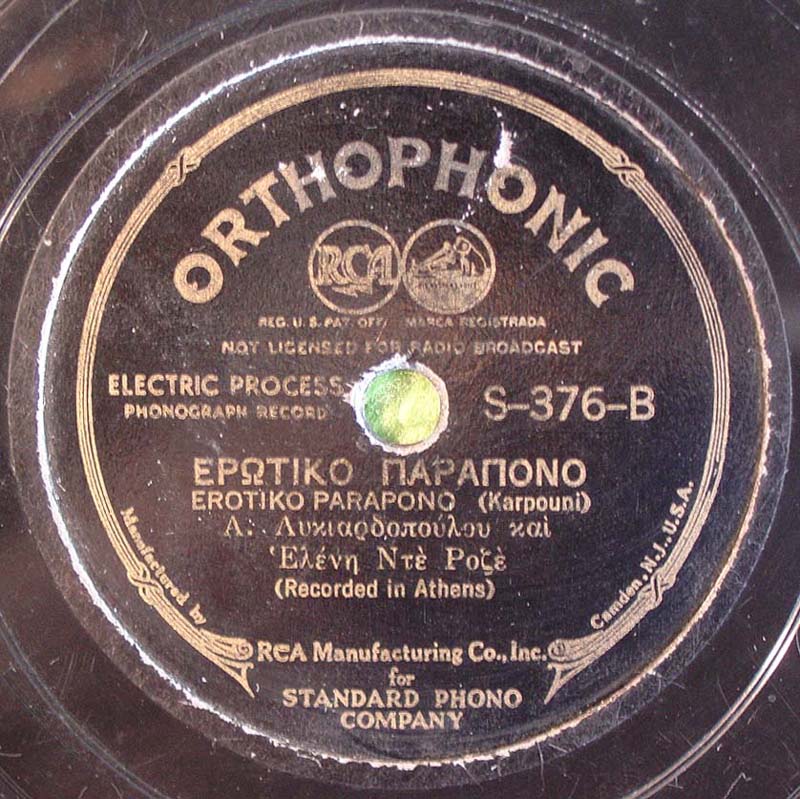 ORTHOPHONIC
RCA
REG. U.S. PAT. OFF. MARCA REGISTRADA
NOT LICENSED FOR RADIO BROADCAST
ELECTRIC PROCESS
PHONOGRAPH RECORD
S-376-B
ΕΡΩΤΙΚΟ ΠΑΡΑΠΟΝΟ
EROTIKO PARAPONO (Karpouni)
Λ. Λυκιαρδοπούλου καὶ
Ἑλένη Ντὲ Ροζὲ
(Recorded in Athens)
Manufactured by
RCA Manufacturing Co., Inc.
Camden, N.J., U.S.A.
for
STANDARD PHONO
COMPANY